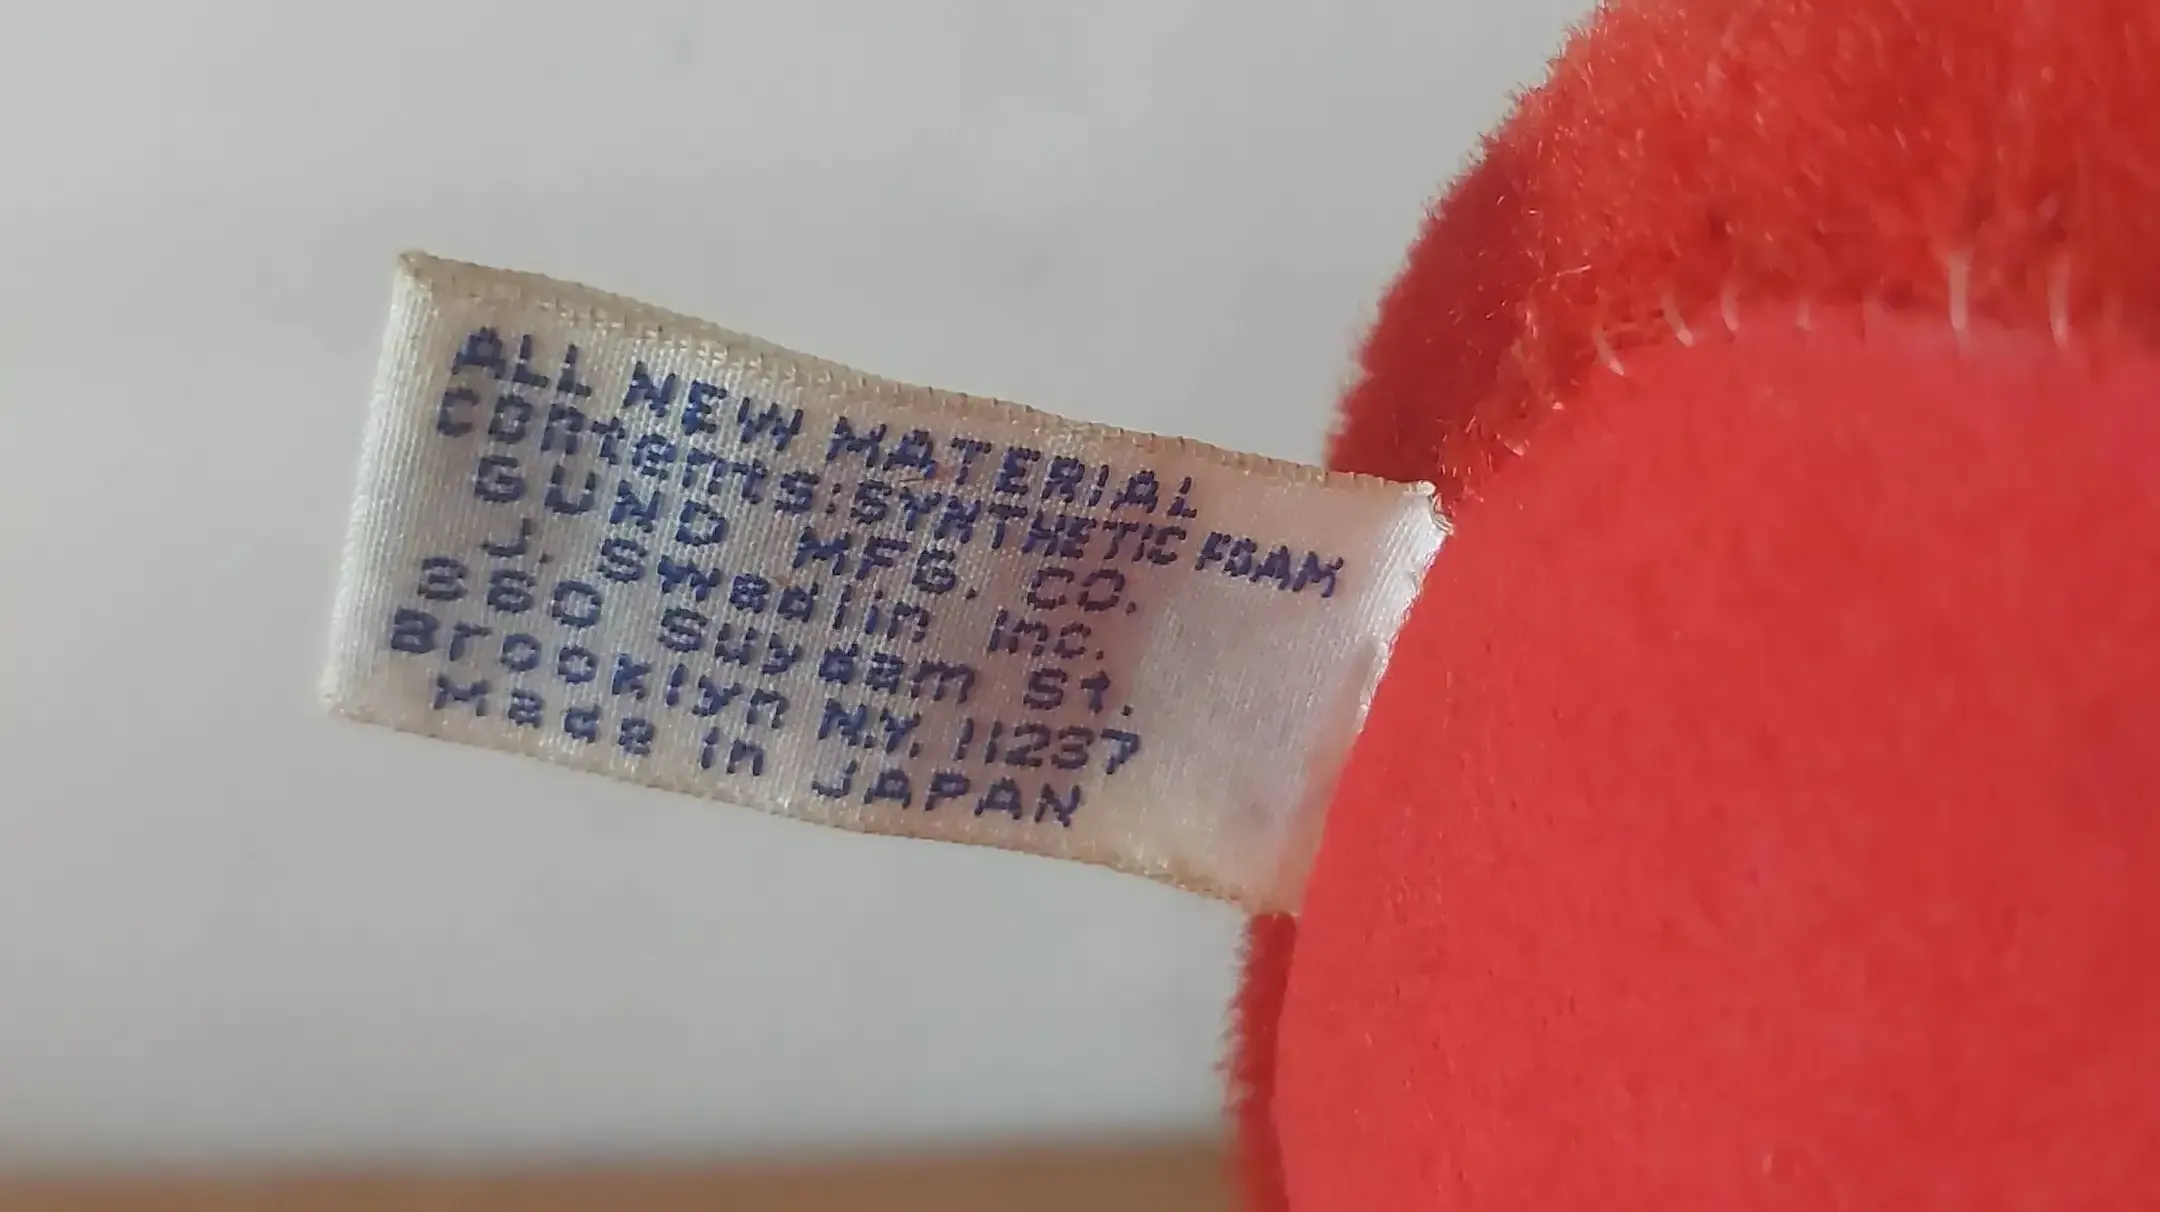 ALL NEW MATERIAL
Contents: SYNTHETIC FOAM
GUND MFG. CO.
J. Swedlin Inc.
360 Suydam St.
Brooklyn N.Y. 11237
Made in JAPAN